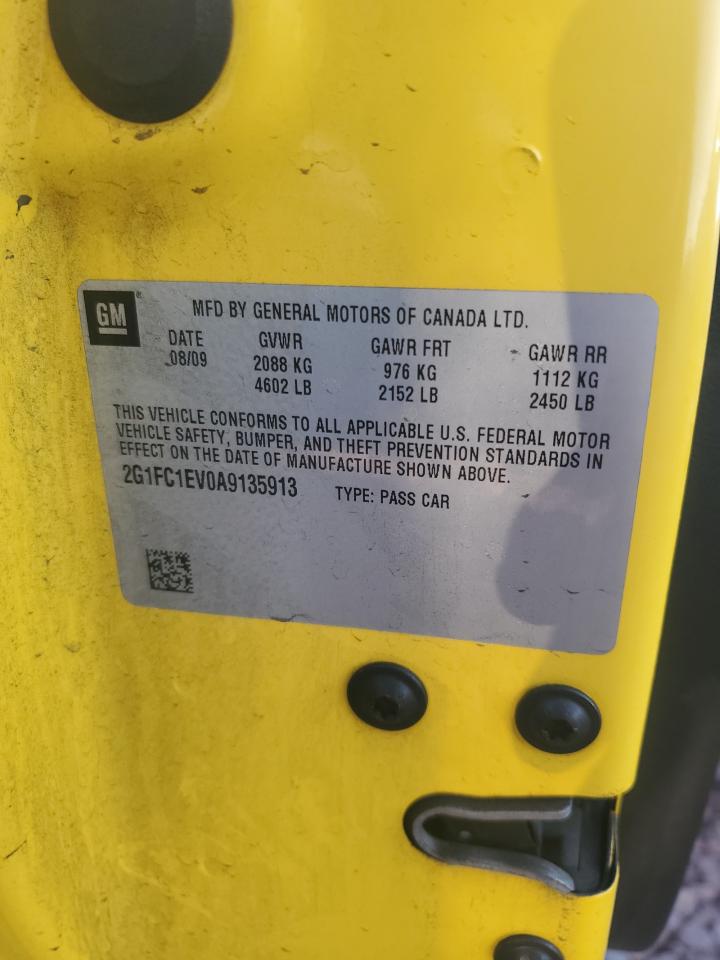 GM®
MFD BY GENERAL MOTORS OF CANADA LTD.
DATE GVWR GAWR FRT GAWR RR
08/09 2088 KG 976 KG 1112 KG
4602 LB 2152 LB 2450 LB
THIS VEHICLE CONFORMS TO ALL APPLICABLE U.S. FEDERAL MOTOR
VEHICLE SAFETY, BUMPER, AND THEFT PREVENTION STANDARDS IN
EFFECT ON THE DATE OF MANUFACTURE SHOWN ABOVE.
2G1FC1EV0A9135913 TYPE: PASS CAR